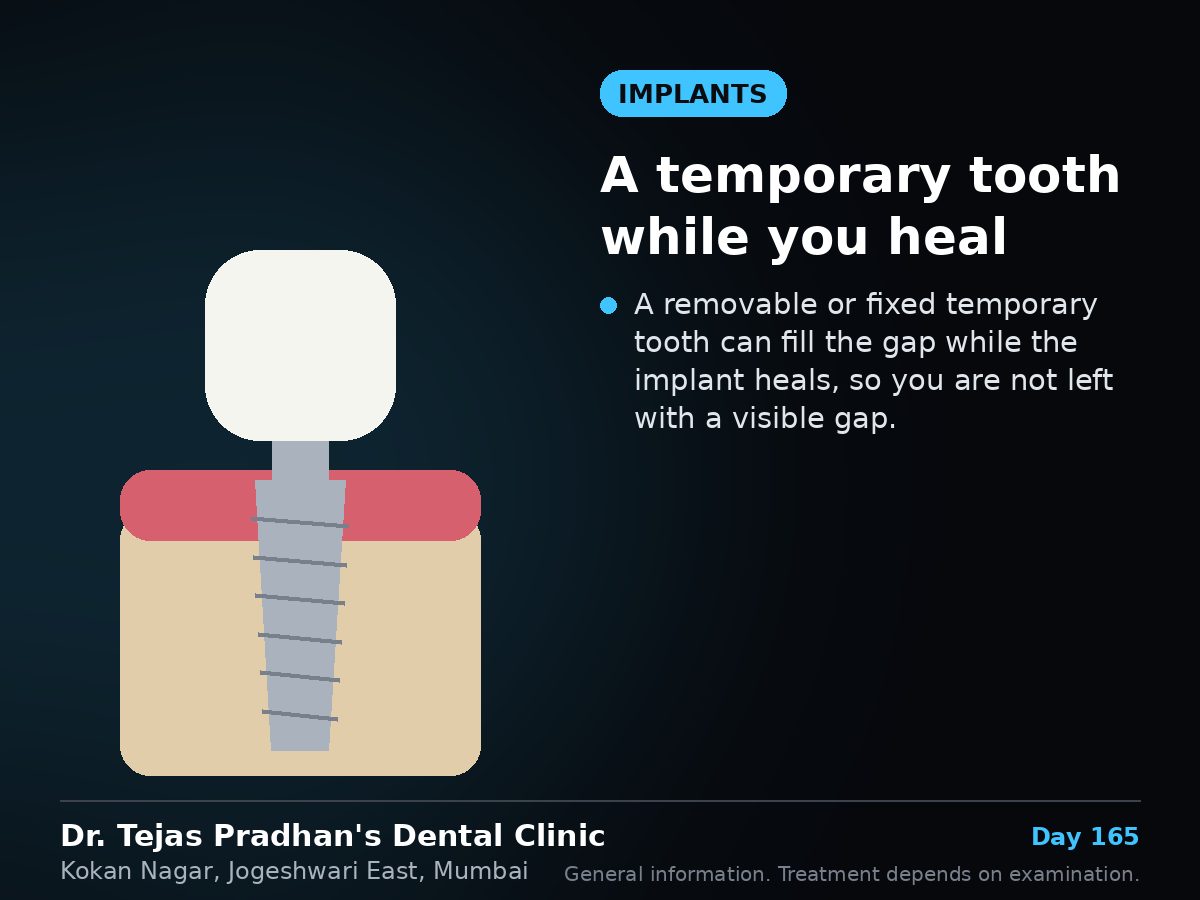 IMPLANTS
A temporary tooth
while you heal
A removable or fixed temporary
tooth can fill the gap while the
implant heals, so you are not left
with a visible gap.
Dr. Tejas Pradhan's Dental Clinic
Day 165
Kokan Nagar, Jogeshwari East, Mumbai
General information. Treatment depends on examination.